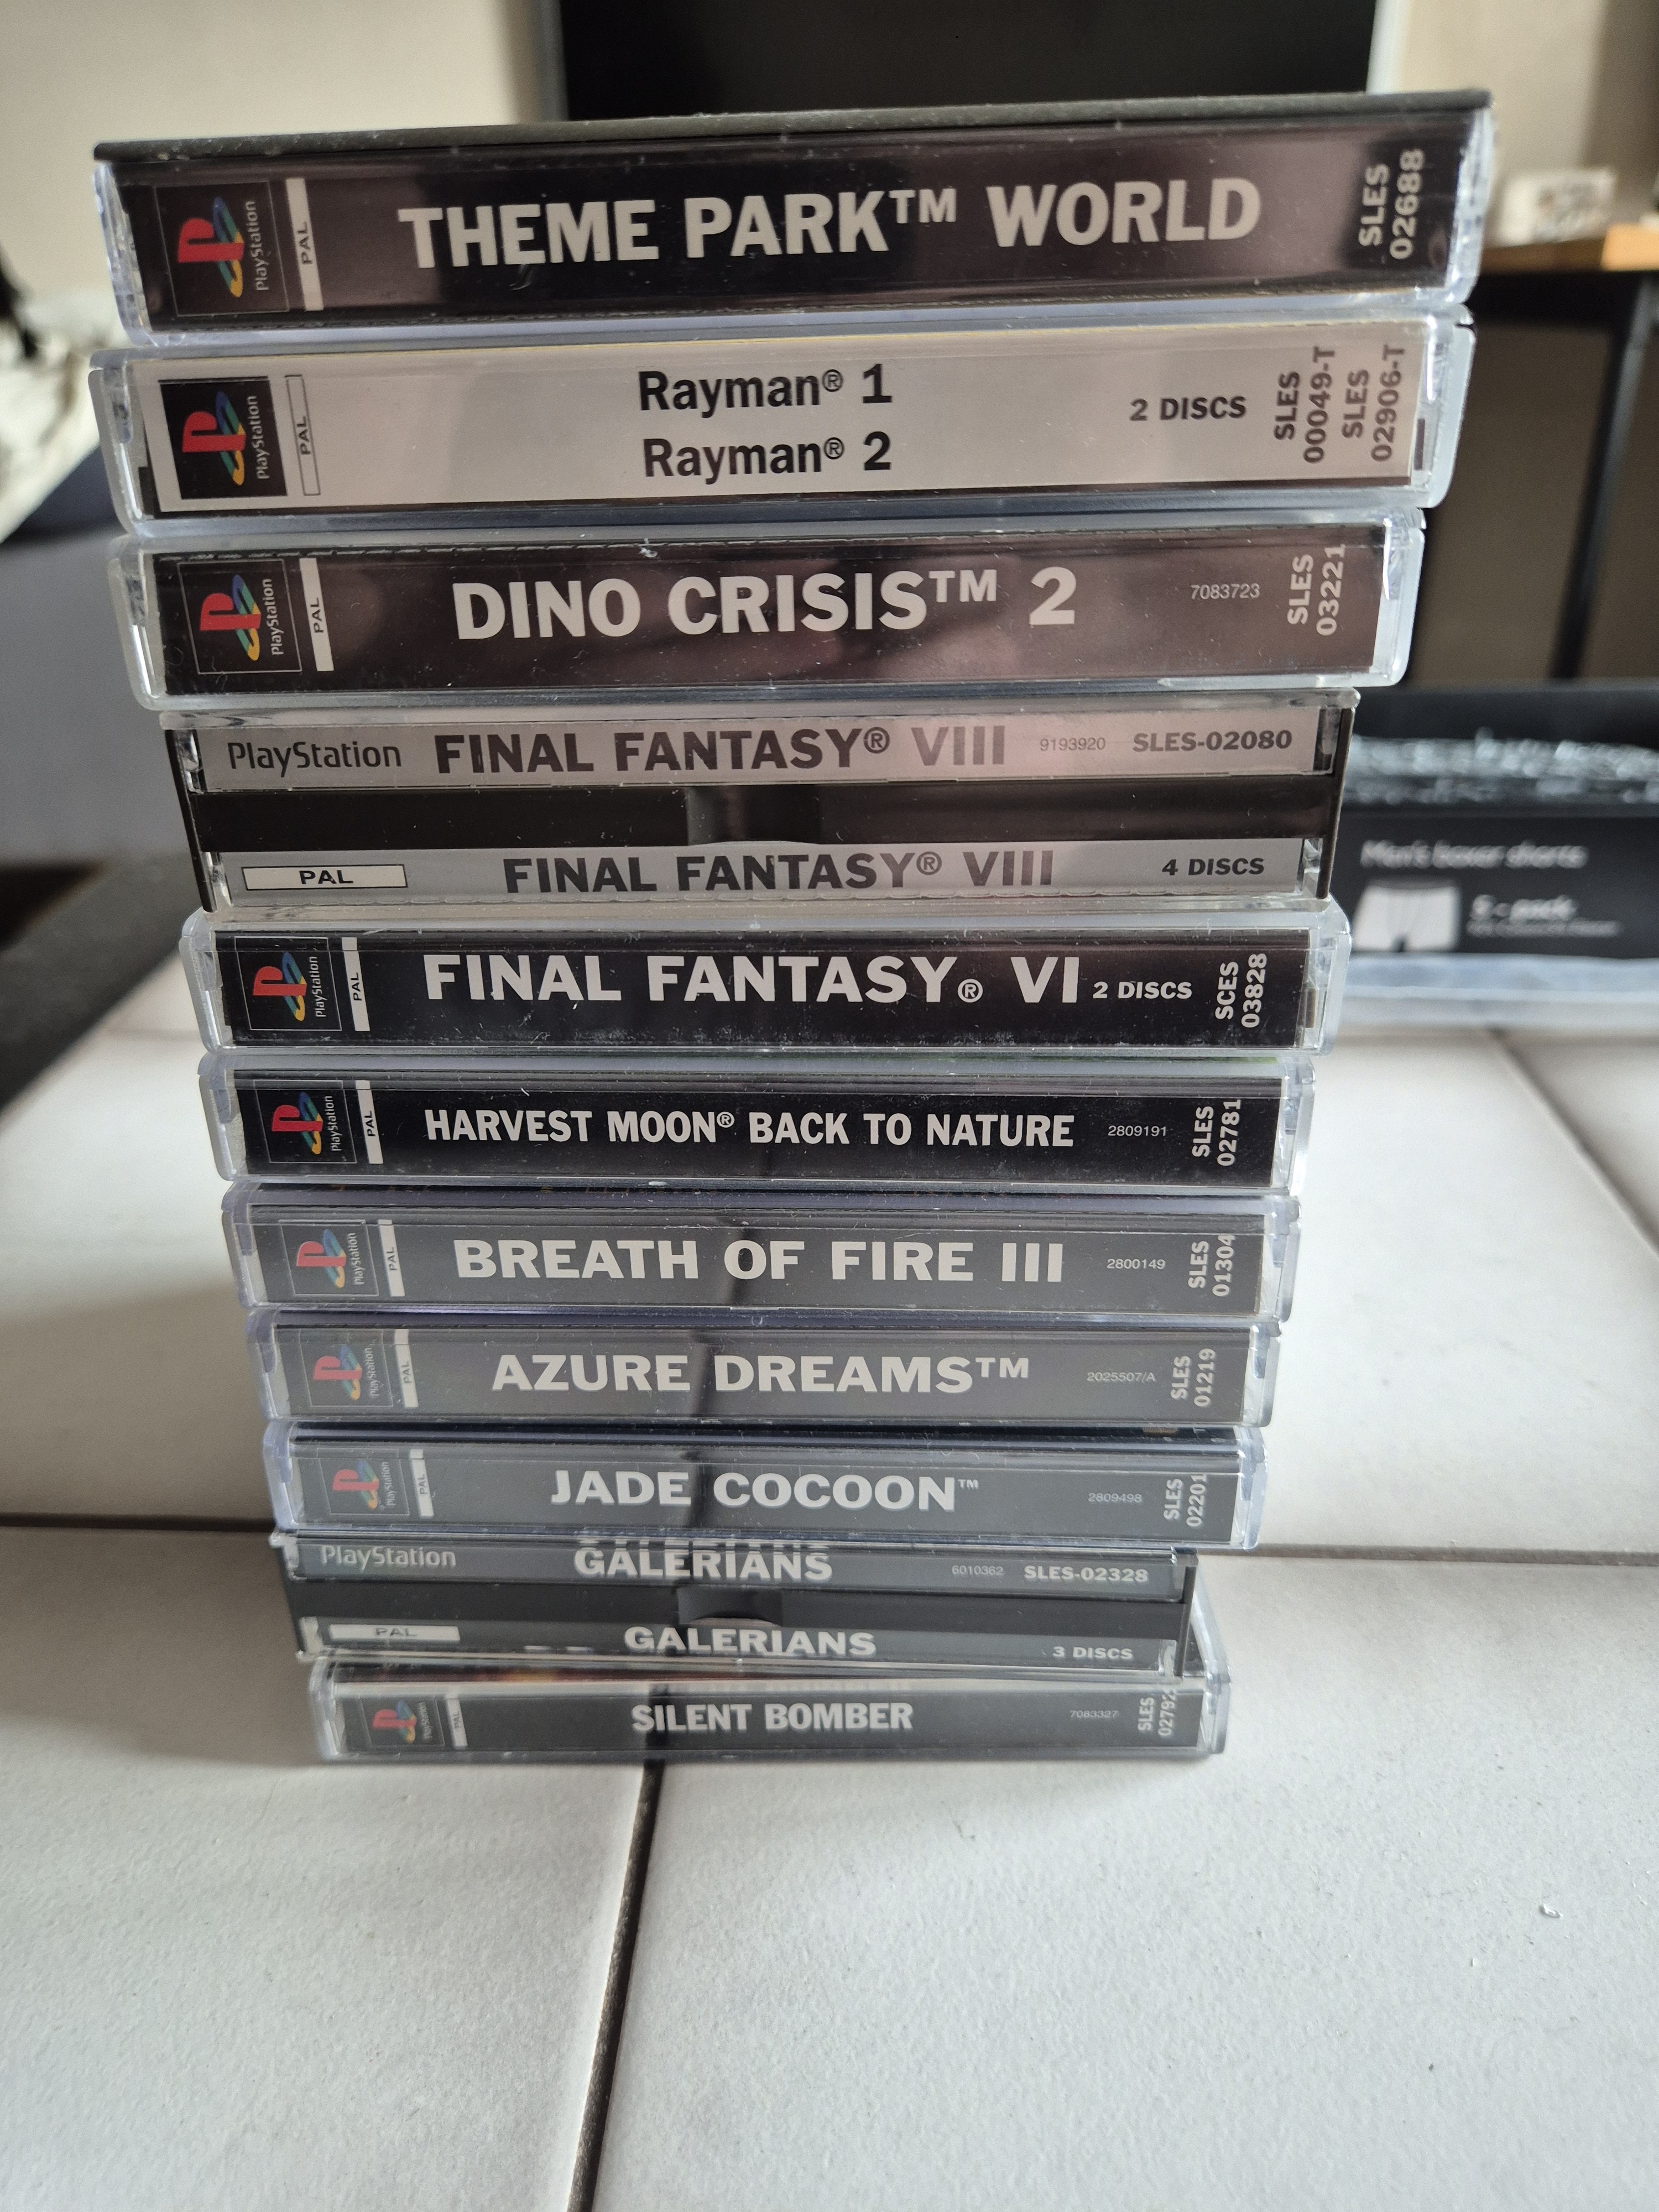 PlayStation
PAL
THEME PARK™ WORLD
SLES
02688
PlayStation
PAL
Rayman® 1
Rayman® 2
2 DISCS
SLES
00049-T
SLES
02906-T
PlayStation
PAL
DINO CRISIS™ 2
7083723
SLES
03221
PlayStation FINAL FANTASY® VIII 9193920 SLES-02080
PAL FINAL FANTASY® VIII 4 DISCS
PlayStation
PAL
FINAL FANTASY® VI 2 DISCS
SCES
03828
PlayStation
PAL
HARVEST MOON® BACK TO NATURE 2809191
SLES
02781
PlayStation
PAL
BREATH OF FIRE III 2800149
SLES
01304
PlayStation
PAL
AZURE DREAMS™ 2025507/A
SLES
01219
PlayStation
PAL
JADE COCOON™ 2809498
SLES
02201
PlayStation GALERIANS 6010362 SLES-02328
PAL GALERIANS 3 DISCS
PlayStation
PAL
SILENT BOMBER 7083327
SLES
Men's boxer shorts
5 - pack